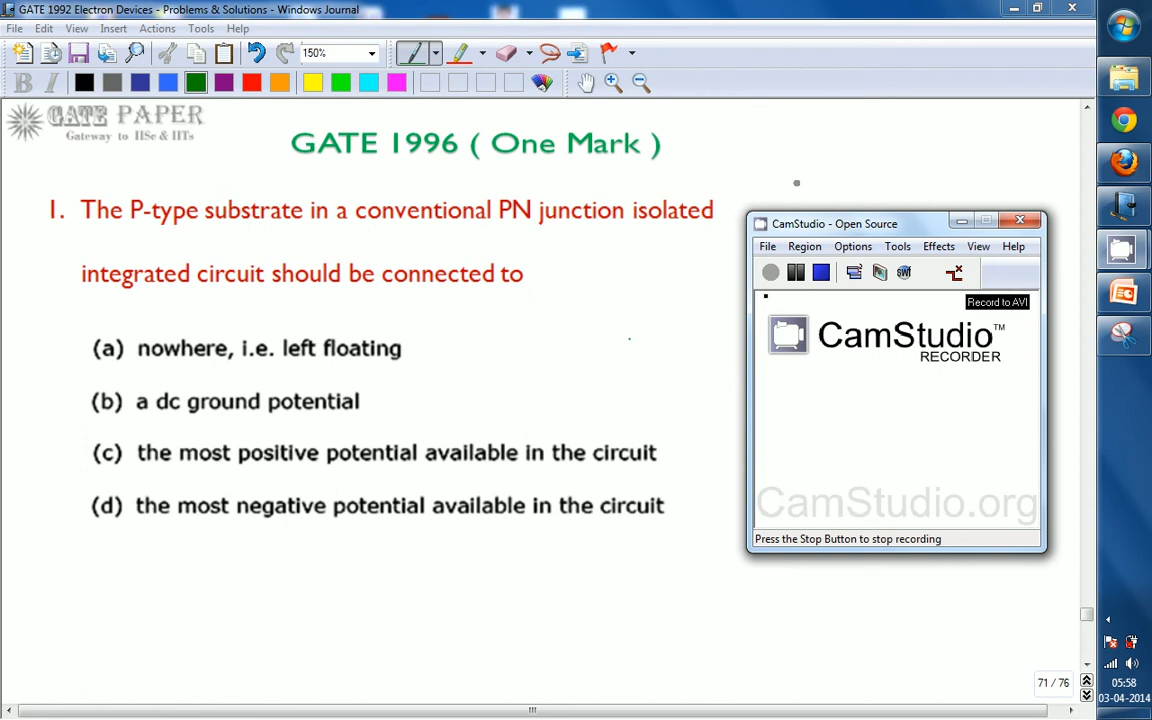 GATE 1992 Electron Devices - Problems & Solutions - Windows Journal
File Edit View Insert Actions Tools Help
150%
B I
GATE PAPER
Gateway to IISc & IITs
GATE 1996 ( One Mark )
1. The P-type substrate in a conventional PN junction isolated
integrated circuit should be connected to
(a) nowhere, i.e. left floating
(b) a dc ground potential
(c) the most positive potential available in the circuit
(d) the most negative potential available in the circuit
CamStudio - Open Source
File Region Options Tools Effects View Help
SWF
Record to AVI
CamStudio™
RECORDER
CamStudio.org
Press the Stop Button to stop recording
71 / 76
05:58
03-04-2014